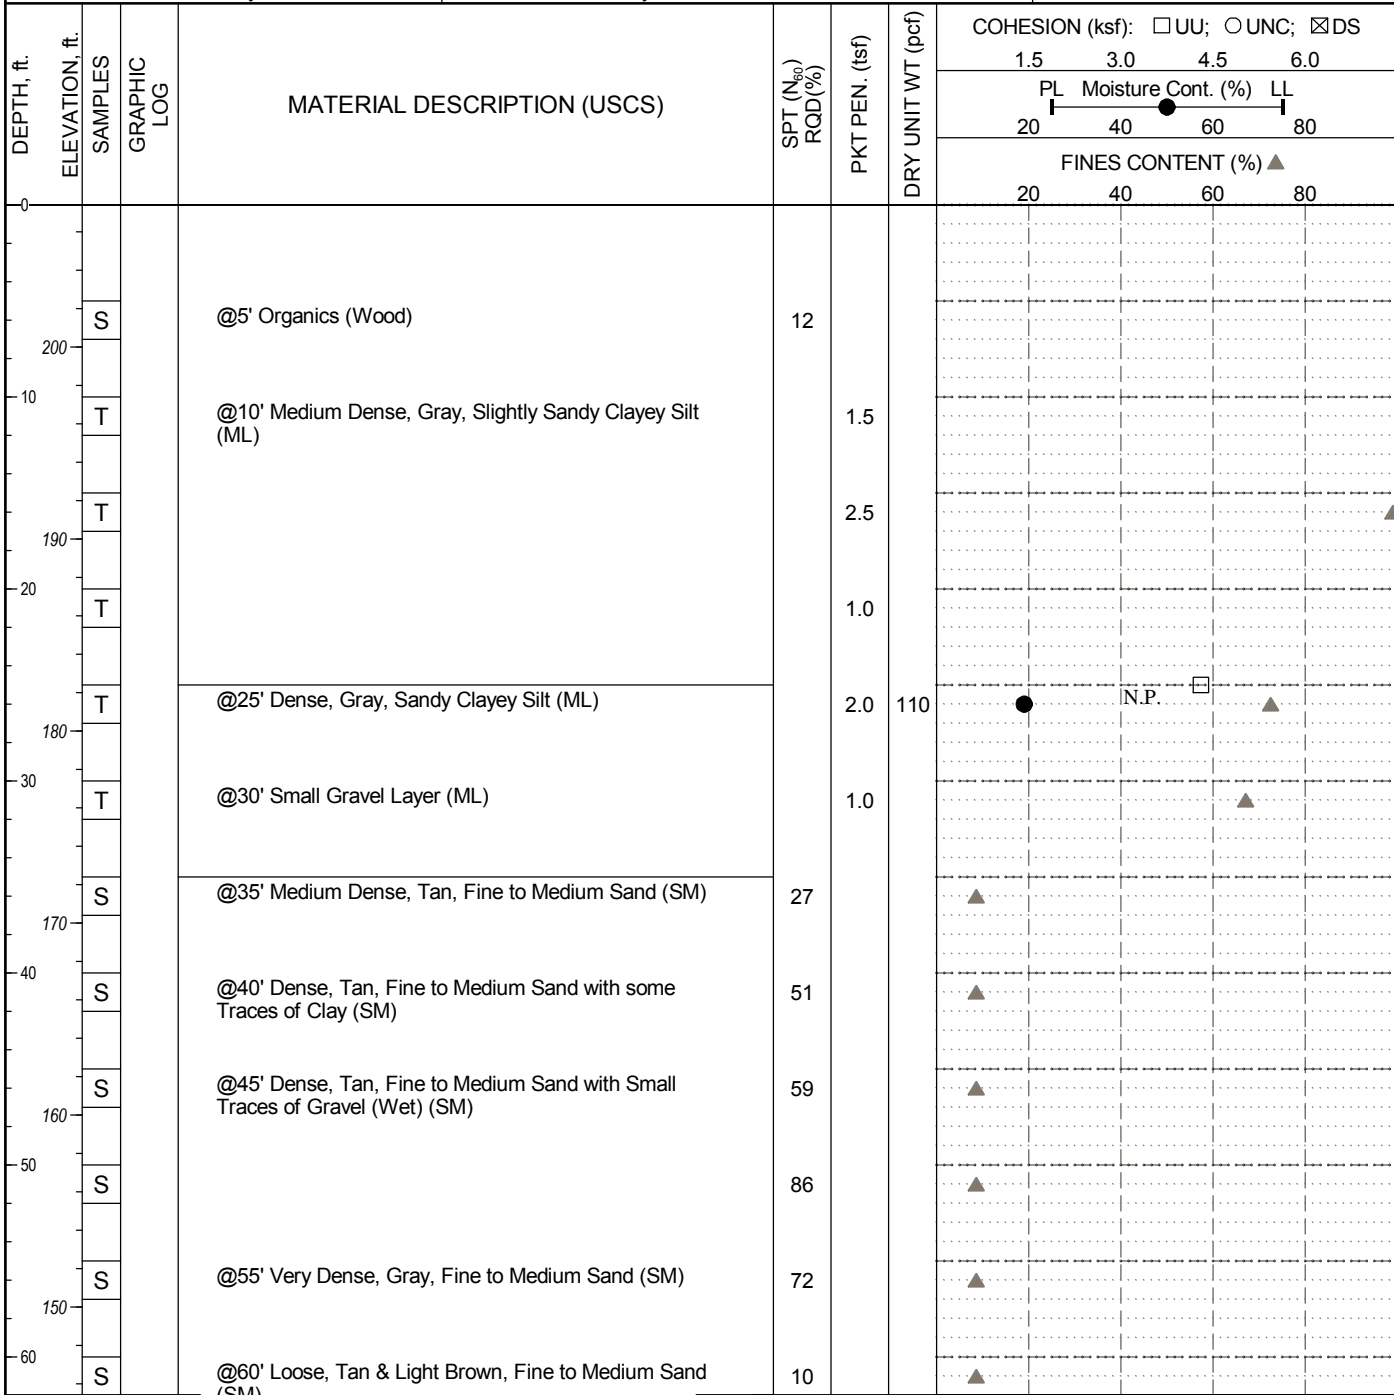 DEPTH, ft.
ELEVATION, ft.
SAMPLES
GRAPHIC
LOG
MATERIAL DESCRIPTION (USCS)
SPT (N60)
RQD(%)
PKT PEN. (tsf)
DRY UNIT WT (pcf)
COHESION (ksf): UU; UNC; DS
1.5 3.0 4.5 6.0
PL Moisture Cont. (%) LL
20 40 60 80
FINES CONTENT (%)
20 40 60 80
0
S @5' Organics (Wood) 12
200
10
T @10' Medium Dense, Gray, Slightly Sandy Clayey Silt 1.5
(ML)
T 2.5
190
20
T 1.0
T @25' Dense, Gray, Sandy Clayey Silt (ML) 2.0 110 N.P.
180
30
T @30' Small Gravel Layer (ML) 1.0
S @35' Medium Dense, Tan, Fine to Medium Sand (SM) 27
170
40
S @40' Dense, Tan, Fine to Medium Sand with some 51
Traces of Clay (SM)
S @45' Dense, Tan, Fine to Medium Sand with Small 59
Traces of Gravel (Wet) (SM)
160
50
S 86
S @55' Very Dense, Gray, Fine to Medium Sand (SM) 72
150
60
S @60' Loose, Tan & Light Brown, Fine to Medium Sand 10
(SM)